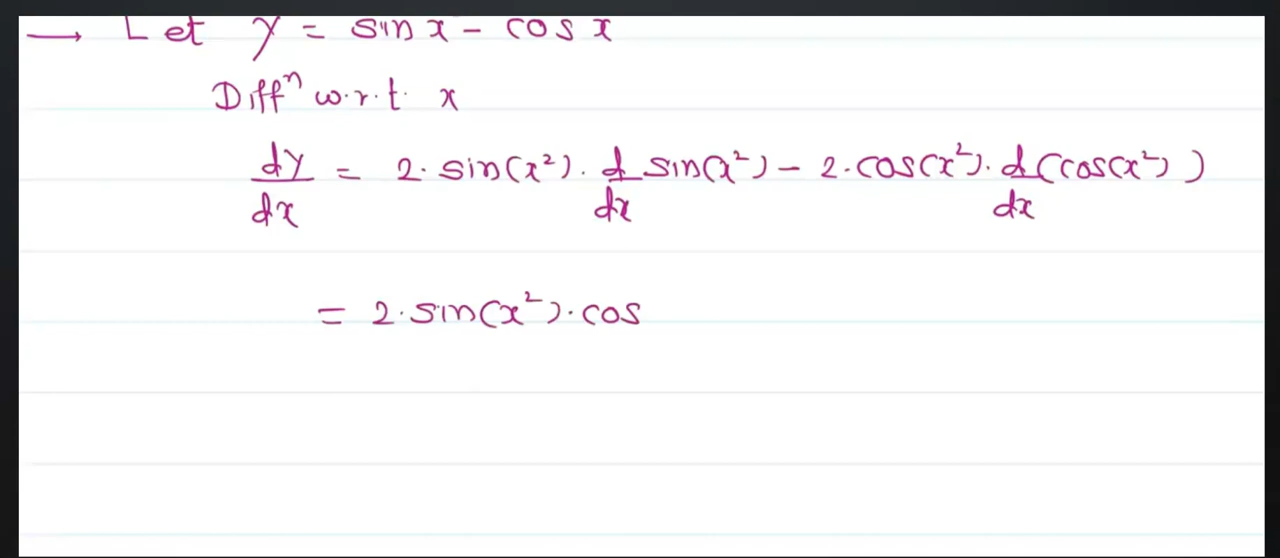 → Let y = sin x - cos x
Diffⁿ w.r.t. x
dy/dx = 2·sin(x²)·d/dx sin(x²) - 2·cos(x²)·d/dx (cos(x²))
= 2·sin(x²)·cos